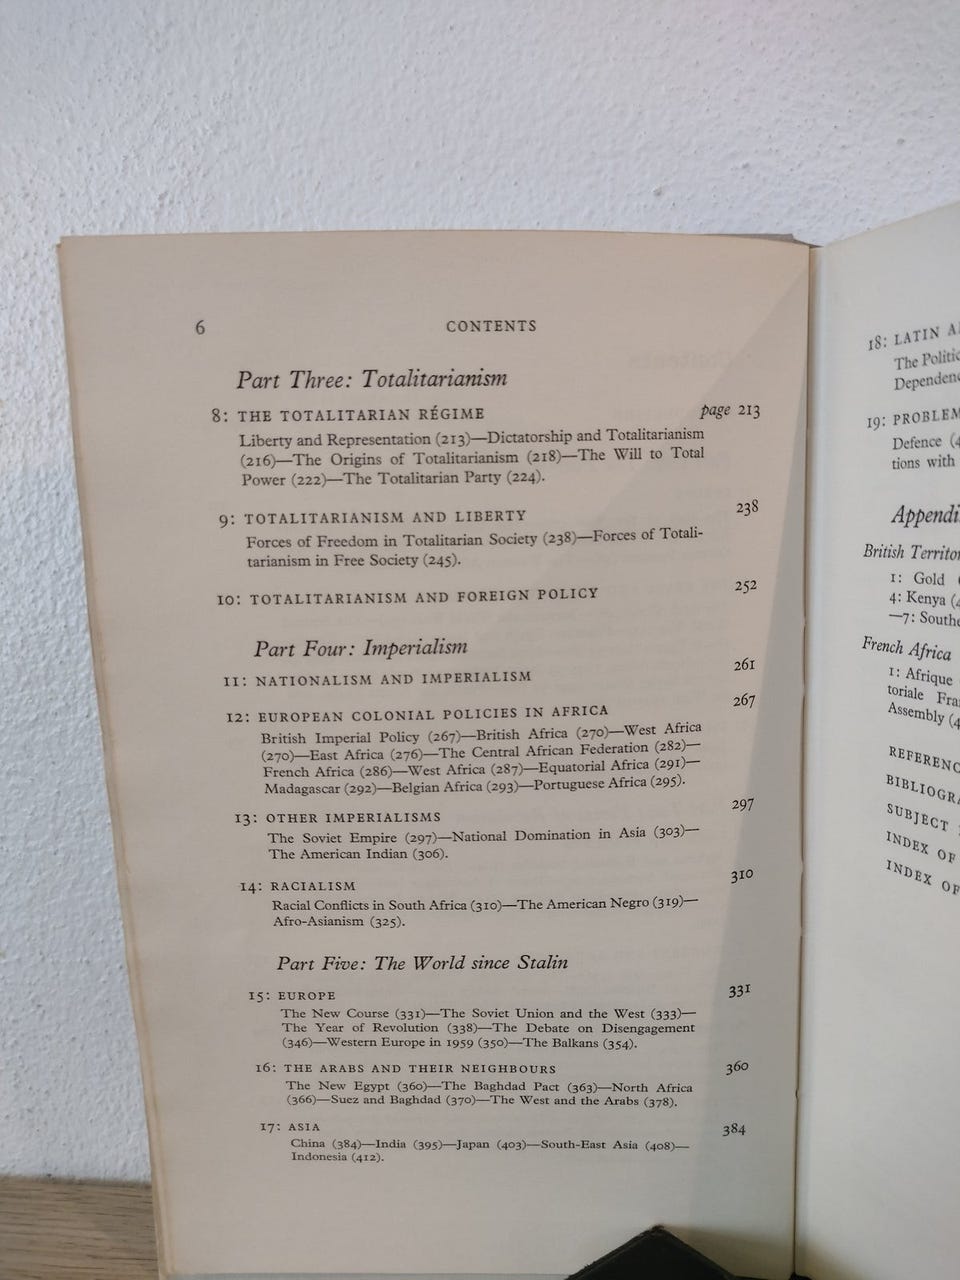 6 CONTENTS
Part Three: Totalitarianism
8: THE TOTALITARIAN RÉGIME page 213
Liberty and Representation (213)—Dictatorship and Totalitarianism
(216)—The Origins of Totalitarianism (218)—The Will to Total
Power (222)—The Totalitarian Party (224).
9: TOTALITARIANISM AND LIBERTY 238
Forces of Freedom in Totalitarian Society (238)—Forces of Totali-
tarianism in Free Society (245).
10: TOTALITARIANISM AND FOREIGN POLICY 252
Part Four: Imperialism
11: NATIONALISM AND IMPERIALISM 261
12: EUROPEAN COLONIAL POLICIES IN AFRICA 267
British Imperial Policy (267)—British Africa (270)—West Africa
(270)—East Africa (276)—The Central African Federation (282)—
French Africa (286)—West Africa (287)—Equatorial Africa (291)—
Madagascar (292)—Belgian Africa (293)—Portuguese Africa (295).
13: OTHER IMPERIALISMS 297
The Soviet Empire (297)—National Domination in Asia (303)—
The American Indian (306).
14: RACIALISM 310
Racial Conflicts in South Africa (310)—The American Negro (319)—
Afro-Asianism (325).
Part Five: The World since Stalin
15: EUROPE 331
The New Course (331)—The Soviet Union and the West (333)—
The Year of Revolution (338)—The Debate on Disengagement
(346)—Western Europe in 1959 (350)—The Balkans (354).
16: THE ARABS AND THEIR NEIGHBOURS 360
The New Egypt (360)—The Baghdad Pact (363)—North Africa
(366)—Suez and Baghdad (370)—The West and the Arabs (378).
17: ASIA 384
China (384)—India (395)—Japan (403)—South-East Asia (408)—
Indonesia (412).
18: LATIN
The
19:
Defence
tions with
British
1: Gold
4: Kenya
—7:
French Africa
1: Afrique
toriale
Assembly
SUBJECT
INDEX OF
INDEX OF